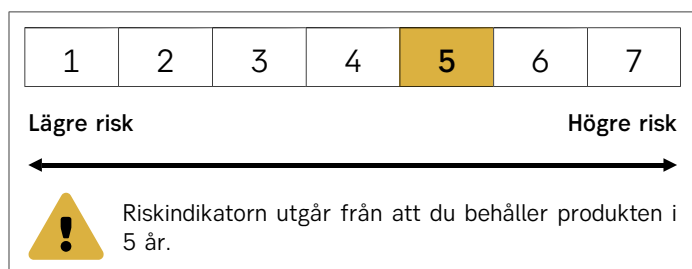 1 2 3 4 5 6 7
Lägre risk Högre risk
Riskindikatorn utgår från att du behåller produkten i
5 år.